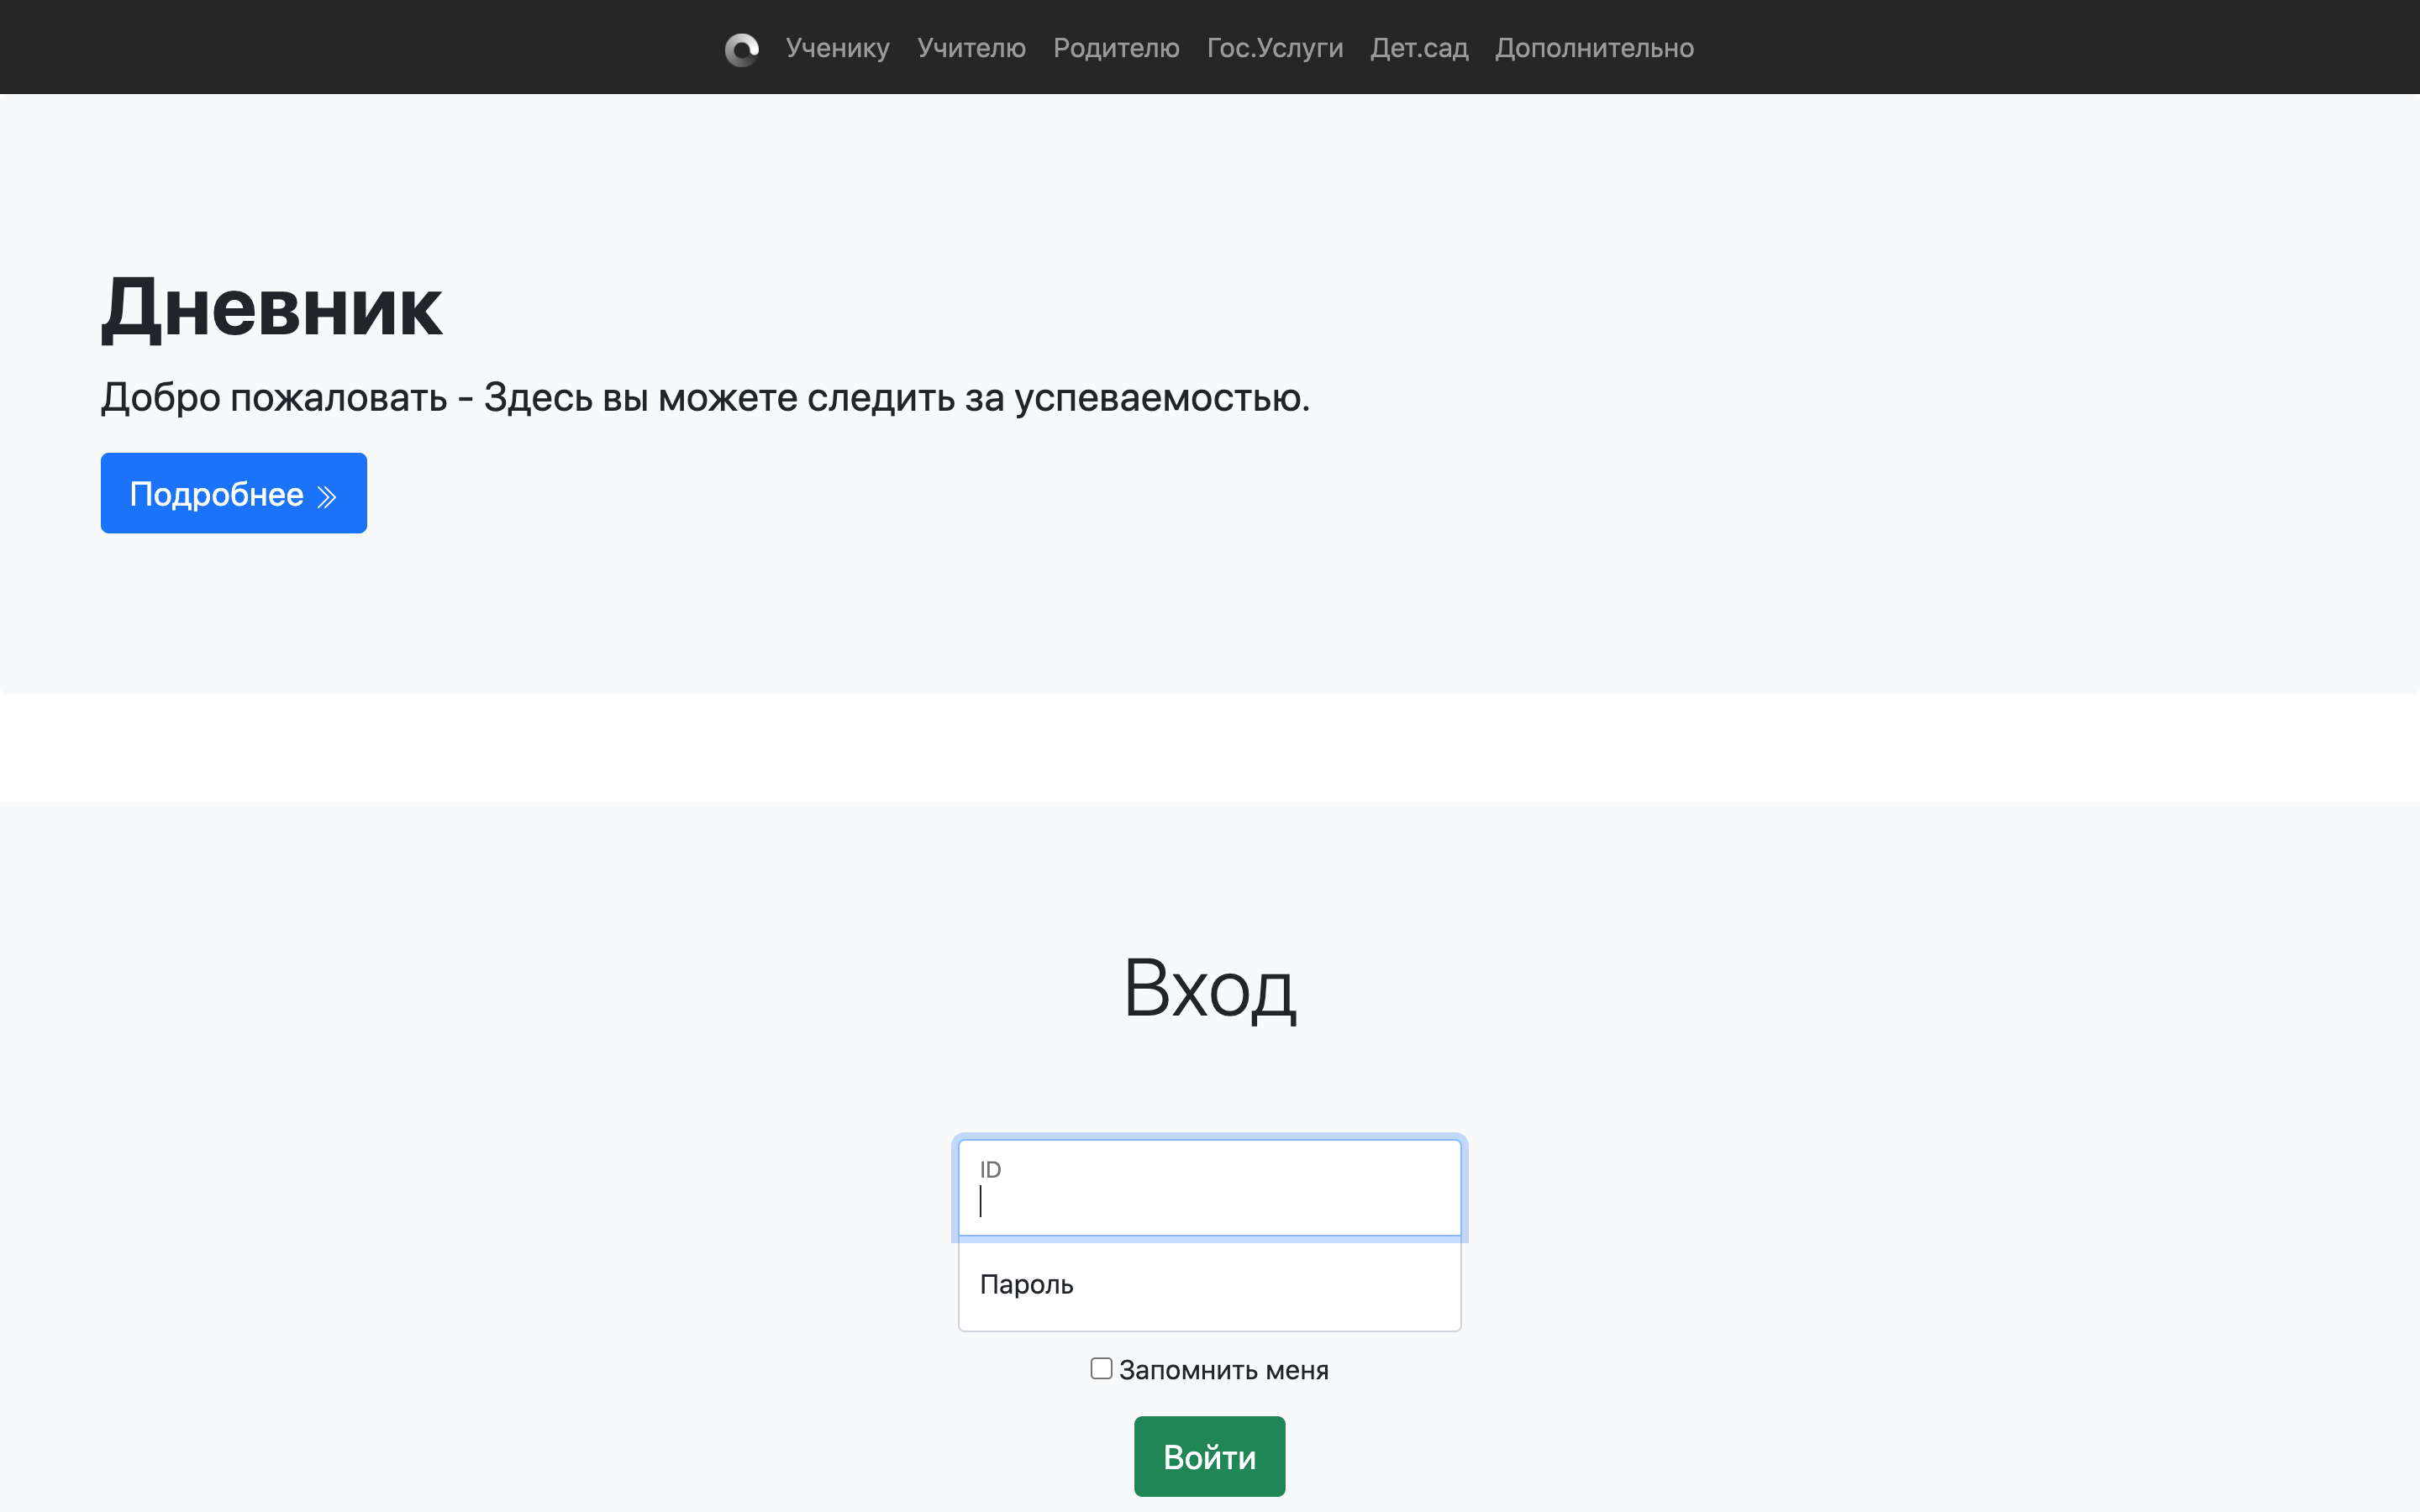 Ученику Учителю Родителю Гос.Услуги Дет.сад Дополнительно
Дневник
Добро пожаловать - Здесь вы можете следить за успеваемостью.
Подробнее
Вход
ID
Пароль
Запомнить меня
Войти